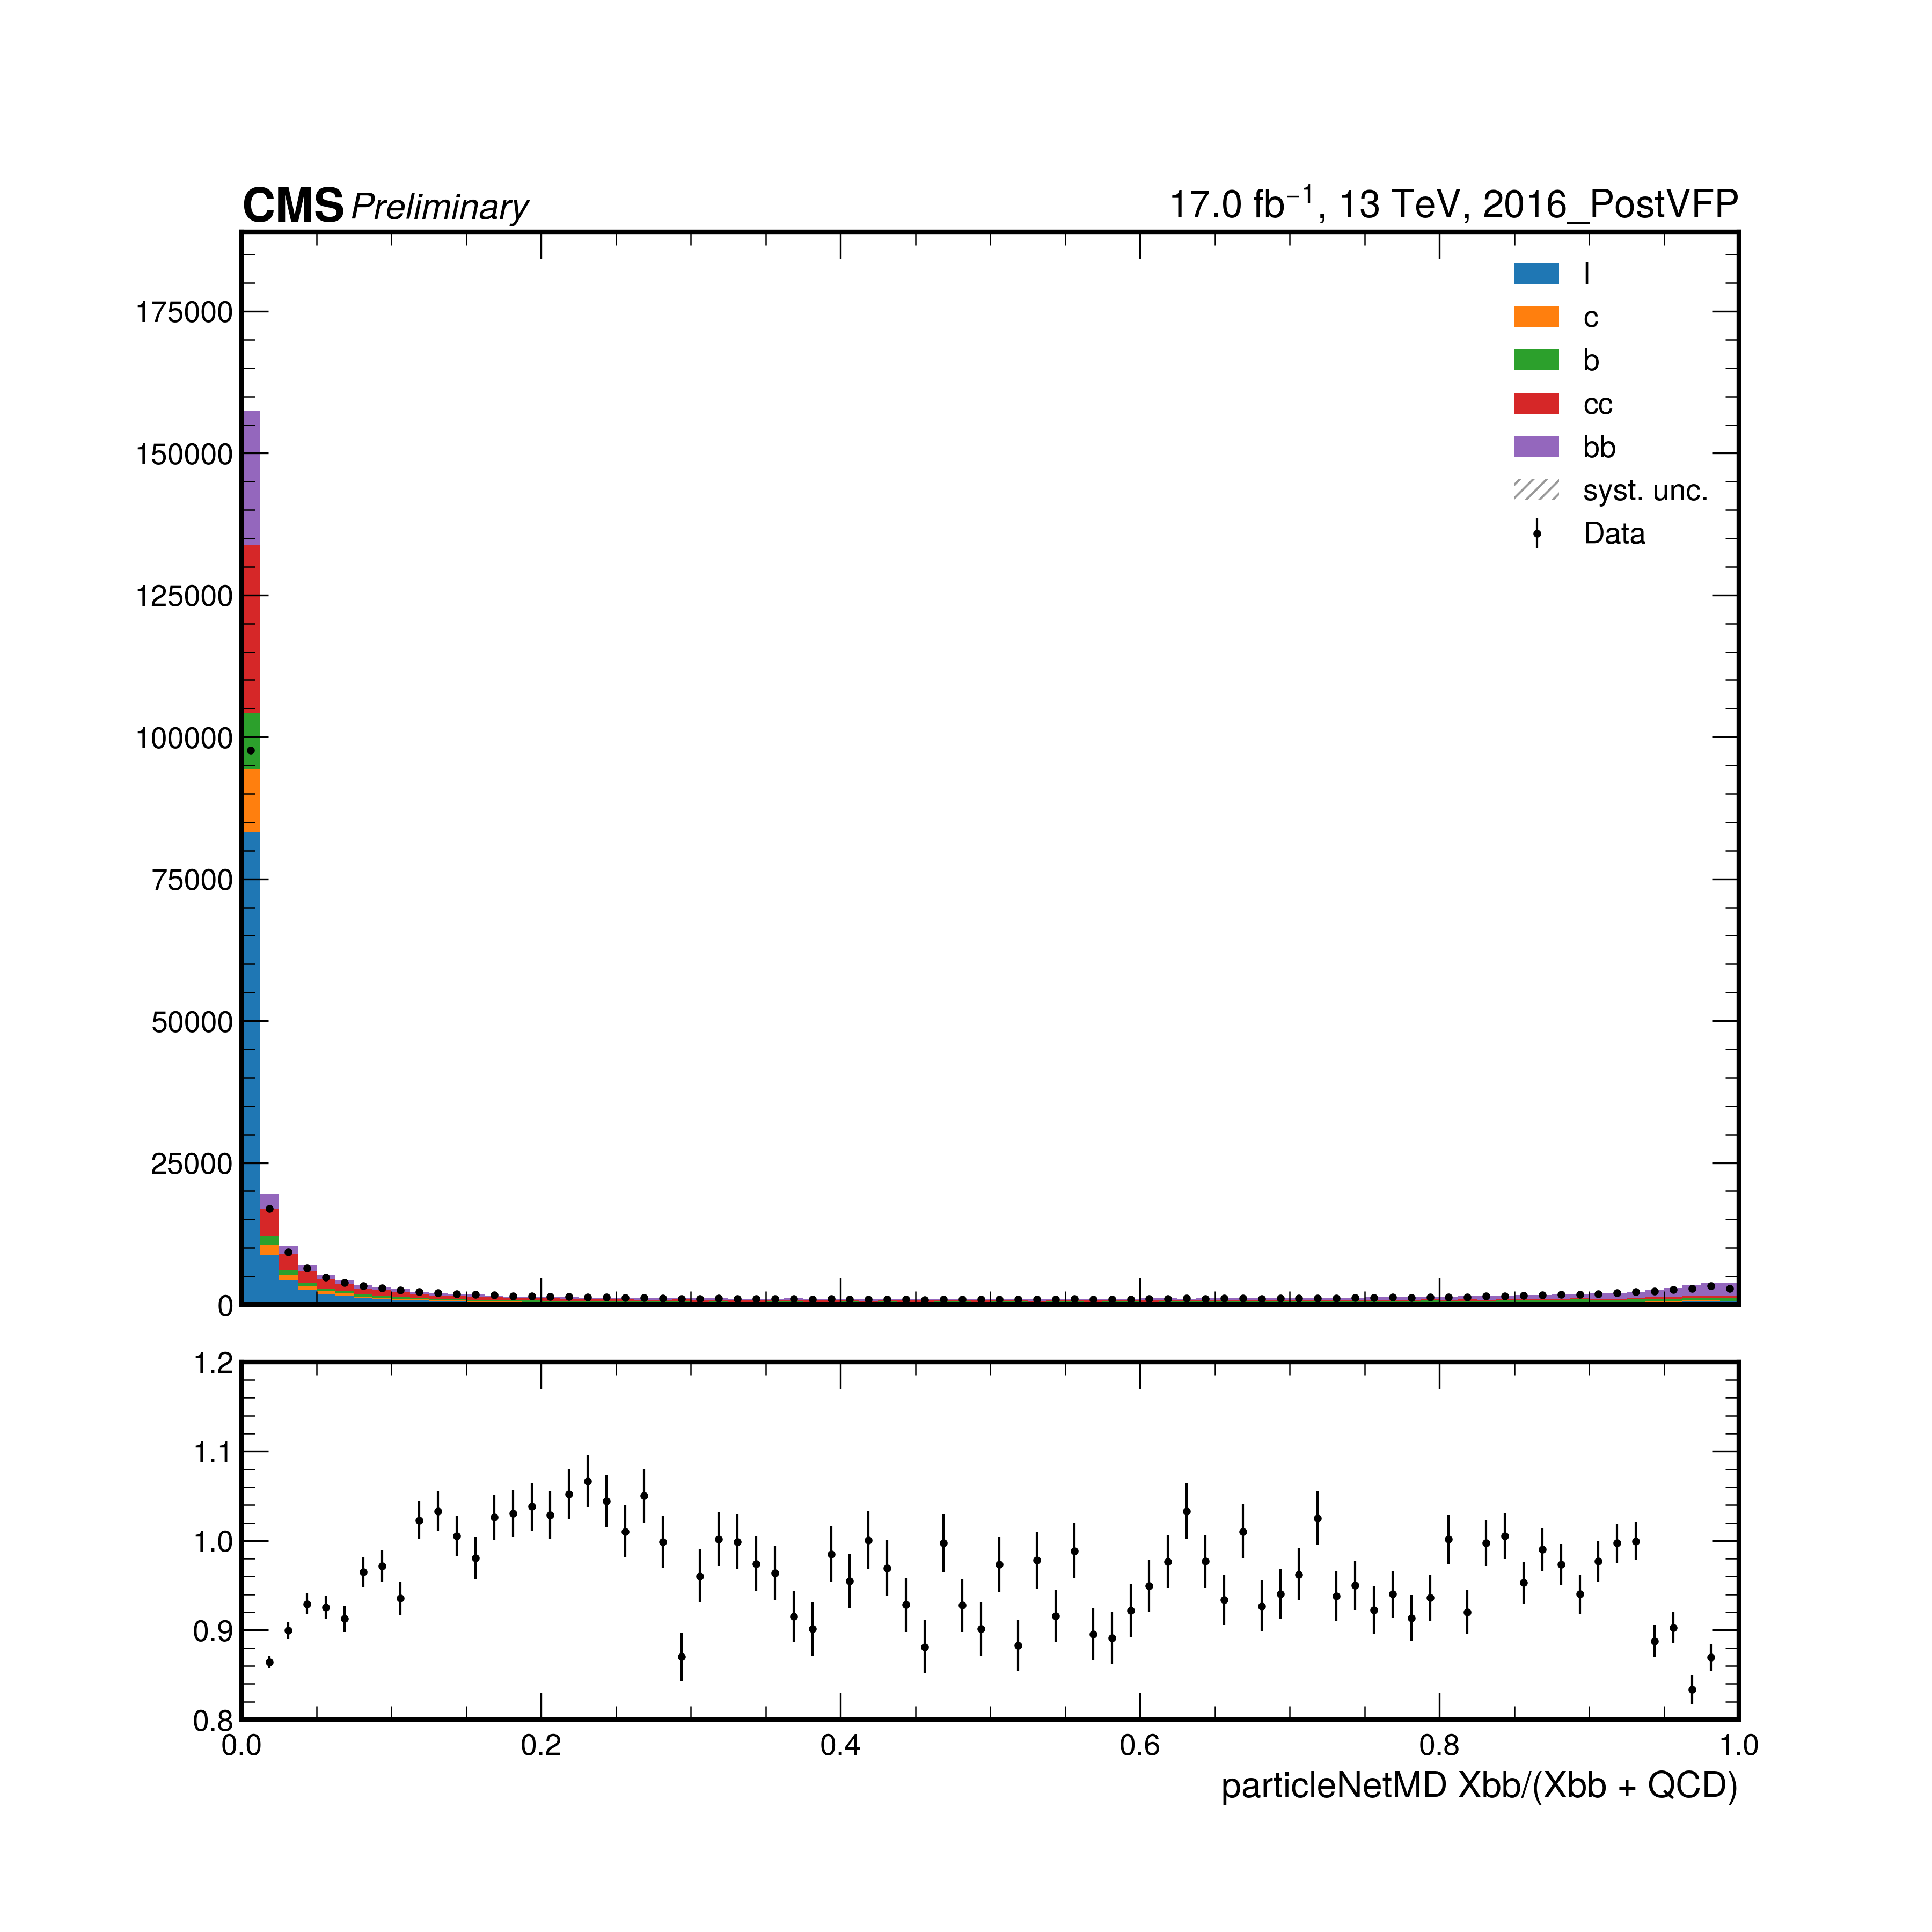 CMS Preliminary 17.0 fb⁻¹, 13 TeV, 2016_PostVFP
l
c
b
cc
bb
syst. unc.
Data
175000
150000
125000
100000
75000
50000
25000
0
1.2
1.1
1.0
0.9
0.8
0.0 0.2 0.4 0.6 0.8 1.0
particleNetMD Xbb/(Xbb + QCD)